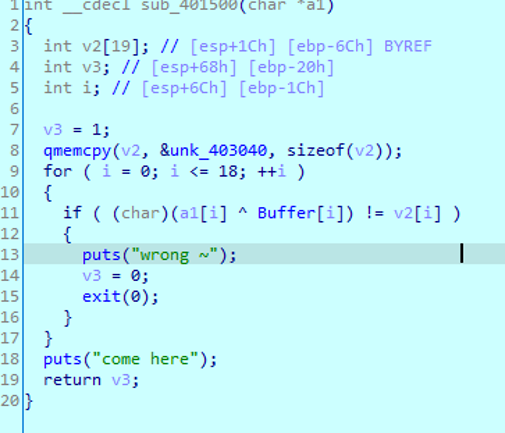 1 int __cdecl sub_401500(char *a1)
2 {
3 int v2[19]; // [esp+1Ch] [ebp-6Ch] BYREF
4 int v3; // [esp+68h] [ebp-20h]
5 int i; // [esp+6Ch] [ebp-1Ch]
6
7 v3 = 1;
8 qmemcpy(v2, &unk_403040, sizeof(v2));
9 for ( i = 0; i <= 18; ++i )
10 {
11 if ( (char)(a1[i] ^ Buffer[i]) != v2[i] )
12 {
13 puts("wrong ~");
14 v3 = 0;
15 exit(0);
16 }
17 }
18 puts("come here");
19 return v3;
20 }